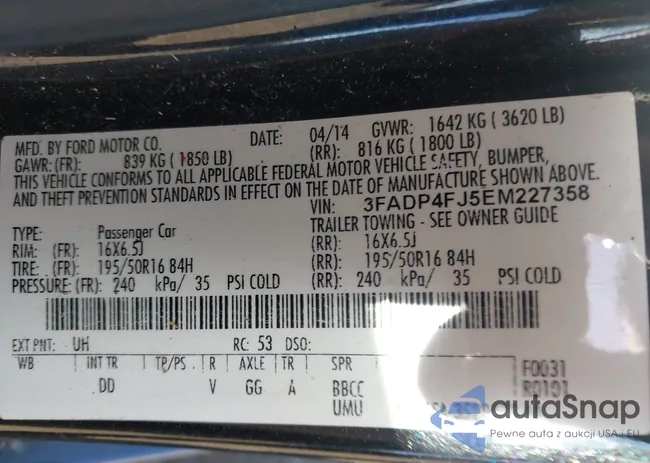 MFD. BY FORD MOTOR CO. DATE: 04/14 GVWR: 1642 KG ( 3620 LB)
GAWR: (FR): 839 KG ( 1850 LB) (RR): 816 KG ( 1800 LB)
THIS VEHICLE CONFORMS TO ALL APPLICABLE FEDERAL MOTOR VEHICLE SAFETY, BUMPER,
AND THEFT PREVENTION STANDARDS IN EFFECT ON THE DATE OF MANUFACTURE SHOWN ABOVE.
VIN: 3FADP4FJ5EM227358
TYPE: Passenger Car TRAILER TOWING - SEE OWNER GUIDE
RIM: (FR): 16X6.5J (RR): 16X6.5J
TIRE: (FR): 195/50R16 84H (RR): 195/50R16 84H
PRESSURE: (FR): 240 kPa/ 35 PSI COLD (RR): 240 kPa/ 35 PSI COLD
EXT PNT: UH RC: 53 DSO:
WB INT TR TP/PS R AXLE TR SPR F0031
DD V GG A BBCC R0101
UMU
autaSnap
Pewne auta z aukcji USA i EU